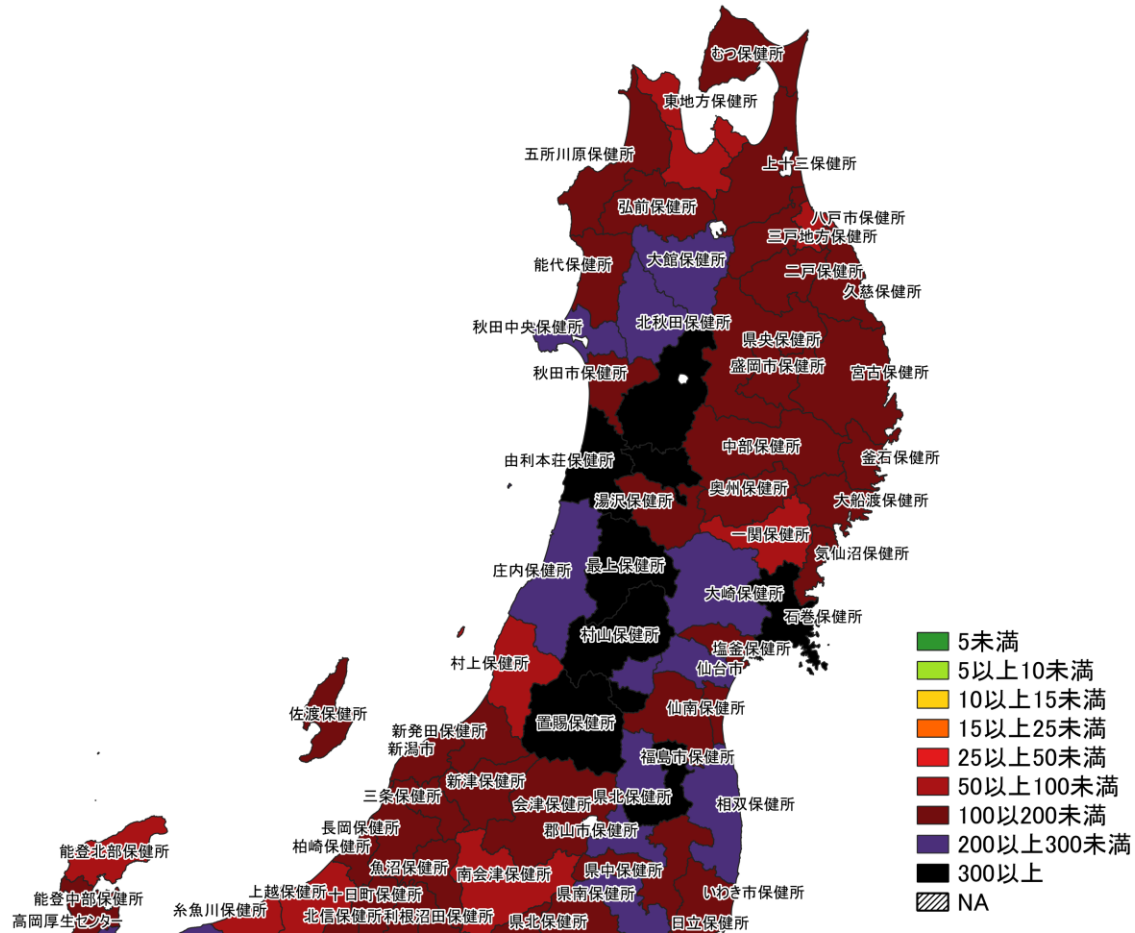 むつ保健所
東地方保健所
五所川原保健所
上十三保健所
弘前保健所
八戸市保健所
三戸地方保健所
大館保健所
能代保健所
二戸保健所
久慈保健所
北秋田保健所
秋田中央保健所
県央保健所
盛岡市保健所
秋田市保健所
宮古保健所
中部保健所
由利本荘保健所
釜石保健所
奥州保健所
湯沢保健所
大船渡保健所
一関保健所
気仙沼保健所
最上保健所
庄内保健所
大崎保健所
石巻保健所
村山保健所
塩釜保健所
村上保健所
仙台市
仙南保健所
佐渡保健所
置賜保健所
新発田保健所
新潟市
福島市保健所
新津保健所
三条保健所
県北保健所
会津保健所
相双保健所
長岡保健所
郡山市保健所
柏崎保健所
能登北部保健所
魚沼保健所
南会津保健所
県中保健所
上越保健所
十日町保健所
県南保健所
いわき市保健所
能登中部保健所
糸魚川保健所
北信保健所
利根沼田保健所
県北保健所
日立保健所
高岡厚生センター
5未満
5以上10未満
10以上15未満
15以上25未満
25以上50未満
50以上100未満
100以200未満
200以上300未満
300以上
NA